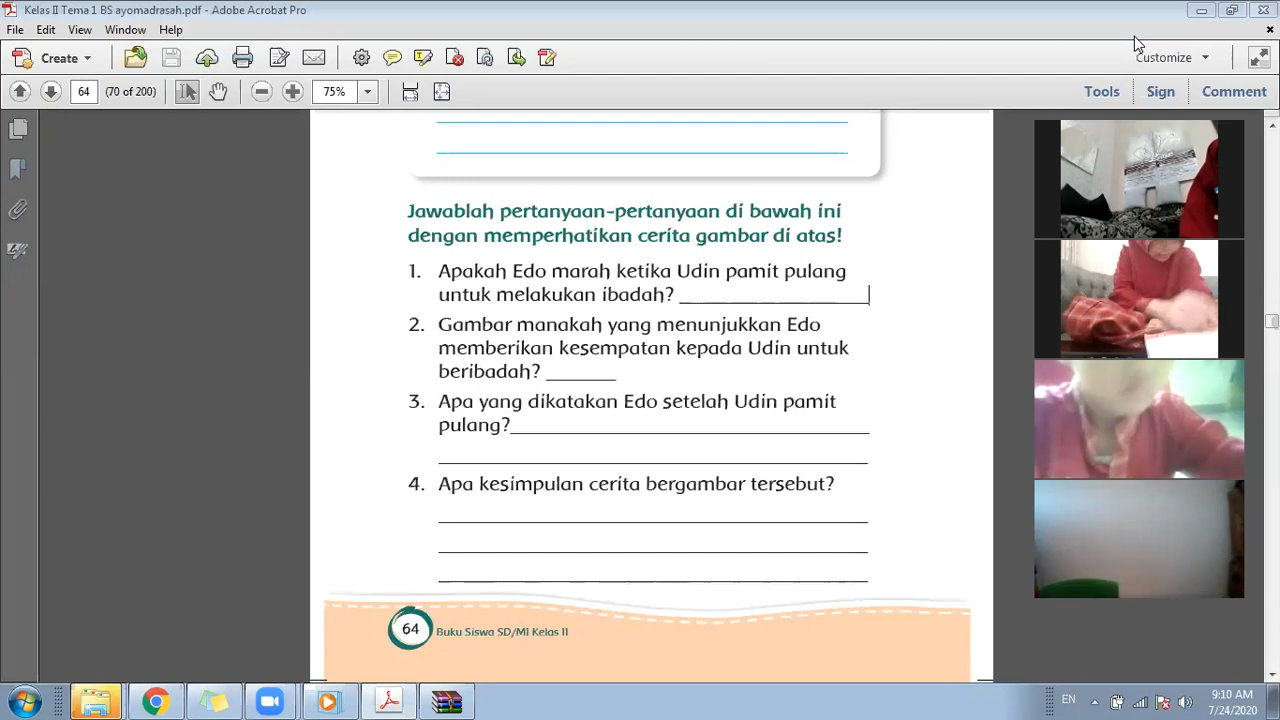 Kelas II Tema 1 BS ayomadrasah.pdf - Adobe Acrobat Pro
File Edit View Window Help
Create Customize
64 (70 of 200) 75% Tools Sign Comment
Jawablah pertanyaan-pertanyaan di bawah ini
dengan memperhatikan cerita gambar di atas!
1. Apakah Edo marah ketika Udin pamit pulang
untuk melakukan ibadah? ___________________
2. Gambar manakah yang menunjukkan Edo
memberikan kesempatan kepada Udin untuk
beribadah? _______
3. Apa yang dikatakan Edo setelah Udin pamit
pulang?____________________________________
4. Apa kesimpulan cerita bergambar tersebut?
64 Buku Siswa SD/MI Kelas II
EN 9:10 AM
7/24/2020